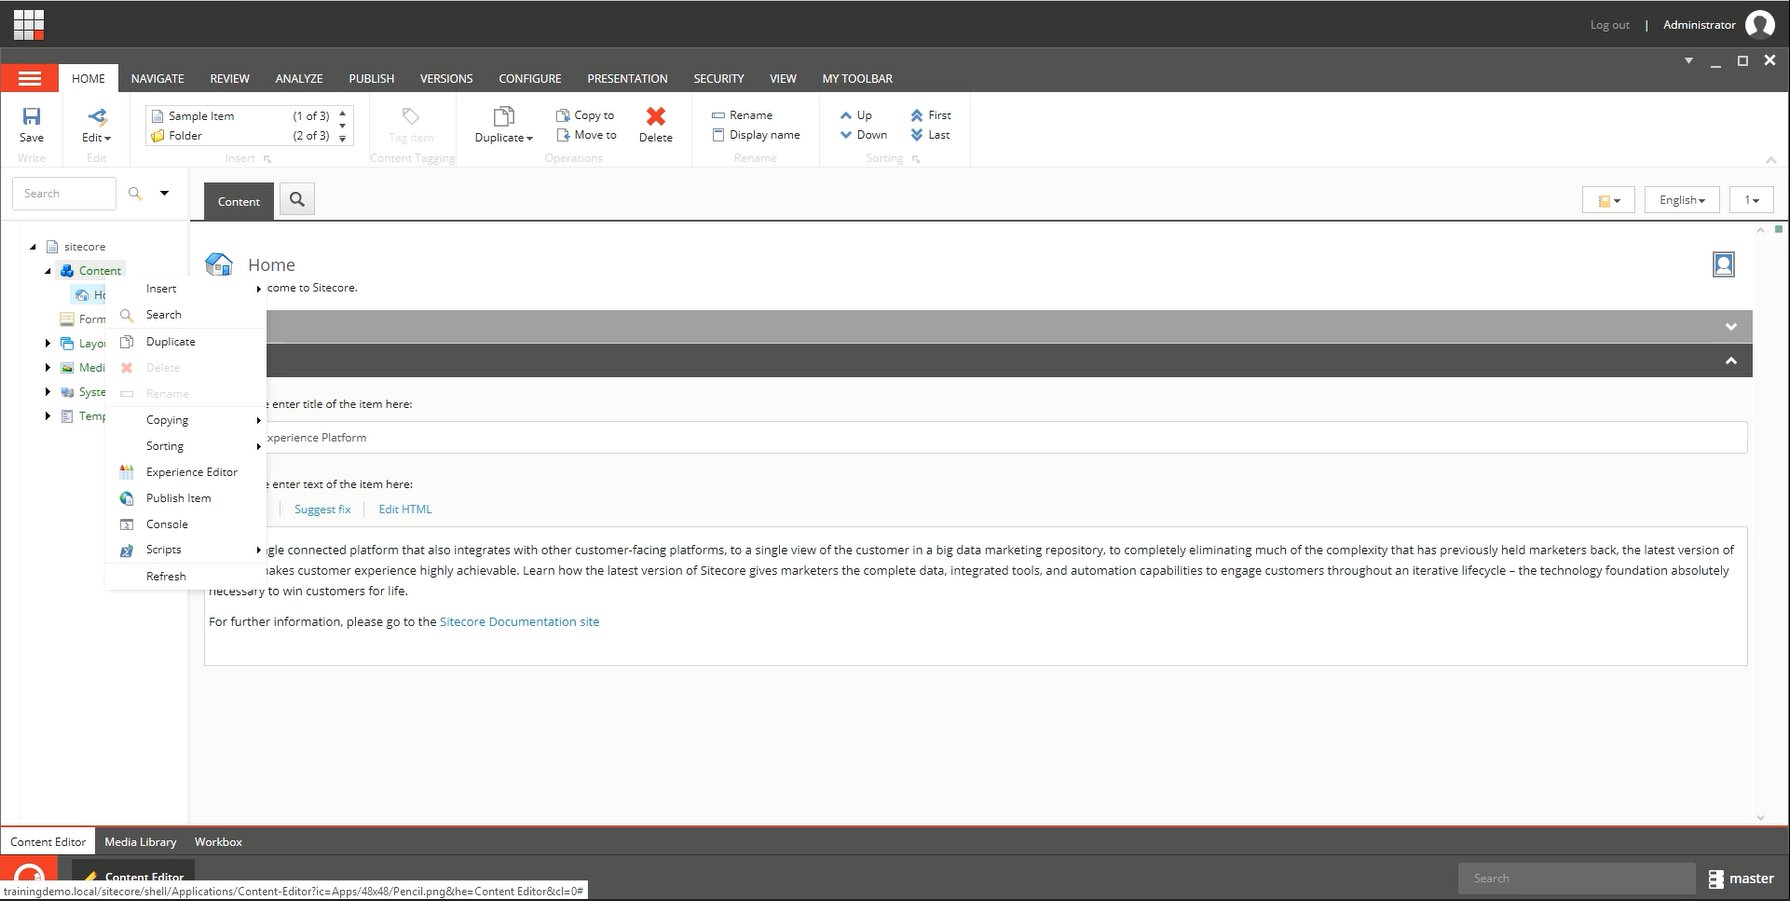 Log out | Administrator
HOME NAVIGATE REVIEW ANALYZE PUBLISH VERSIONS CONFIGURE PRESENTATION SECURITY VIEW MY TOOLBAR
Sample Item (1 of 3)
Folder (2 of 3)
Save
Write
Edit
Edit
Insert
Tag item
Content Tagging
Duplicate
Copy to
Move to
Delete
Operations
Rename
Display name
Rename
Up
Down
First
Last
Sorting
Search
Content
English
1
sitecore
Content
Ho
Form
Layou
Medi
Syste
Temp
Insert
Search
Duplicate
Delete
Rename
Copying
Sorting
Experience Editor
Publish Item
Console
Scripts
Refresh
Home
come to Sitecore.
e enter title of the item here:
xperience Platform
e enter text of the item here:
Suggest fix
Edit HTML
gle connected platform that also integrates with other customer-facing platforms, to a single view of the customer in a big data marketing repository, to completely eliminating much of the complexity that has previously held marketers back, the latest version of
akes customer experience highly achievable. Learn how the latest version of Sitecore gives marketers the complete data, integrated tools, and automation capabilities to engage customers throughout an iterative lifecycle – the technology foundation absolutely
necessary to win customers for life.
For further information, please go to the Sitecore Documentation site
Content Editor Media Library Workbox
Content Editor
Search
master
trainingdemo.local/sitecore/shell/Applications/Content-Editor?ic=Apps/48x48/Pencil.png&he=Content Editor&cl=0#